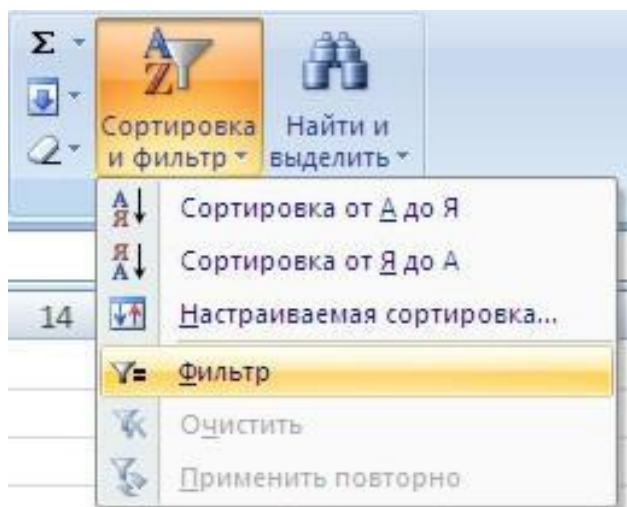 Σ
Сортировка
и фильтр
Найти и
выделить
Сортировка от А до Я
Сортировка от Я до А
14
Настраиваемая сортировка...
Фильтр
Очистить
Применить повторно